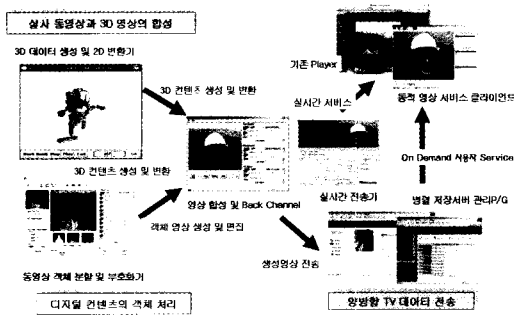 실사 동영상과 3D 영상의 합성
3D 데이터 생성 및 2D 변환기
3D 컨텐츠 생성 및 변환
3D 컨텐츠 생성 및 변환
영상 합성 및 Back Channel
객체 영상 생성 및 편집
동영상 객체 분할 및 부호화기
디지털 컨텐츠의 객체 처리
기존 Player
실시간 서비스
동적 영상 서비스 클라이언트
On Demand 사용자 Service
실시간 전송기
병렬 저장서버 관리P/G
생성영상 전송
양방향 TV 데이터 전송